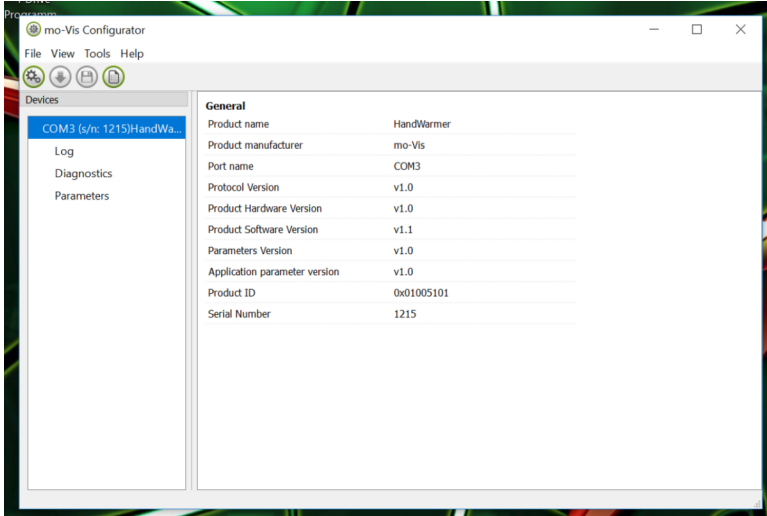 Programm
mo-Vis Configurator
File View Tools Help
Devices
COM3 (s/n: 1215)HandWa...
Log
Diagnostics
Parameters
General
Product name HandWarmer
Product manufacturer mo-Vis
Port name COM3
Protocol Version v1.0
Product Hardware Version v1.0
Product Software Version v1.1
Parameters Version v1.0
Application parameter version v1.0
Product ID 0x01005101
Serial Number 1215